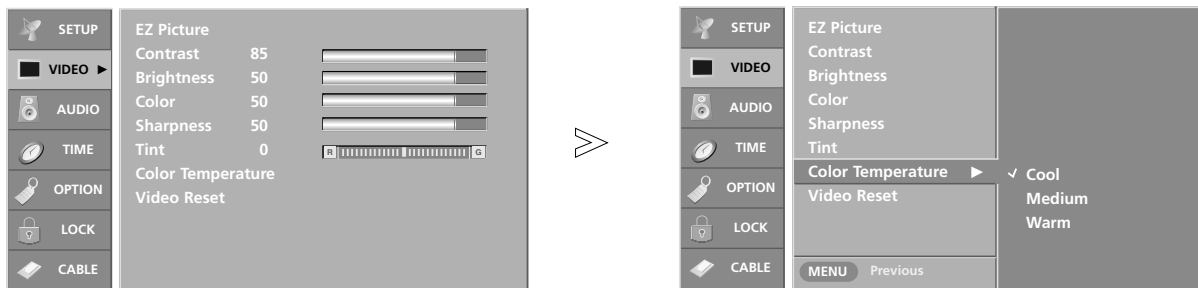 SETUP
VIDEO ►
AUDIO
TIME
OPTION
LOCK
CABLE
EZ Picture
Contrast 85
Brightness 50
Color 50
Sharpness 50
Tint 0 R G
Color Temperature
Video Reset
SETUP
VIDEO
AUDIO
TIME
OPTION
LOCK
CABLE
EZ Picture
Contrast
Brightness
Color
Sharpness
Tint
Color Temperature ►
Video Reset
MENU Previous
✓ Cool
Medium
Warm